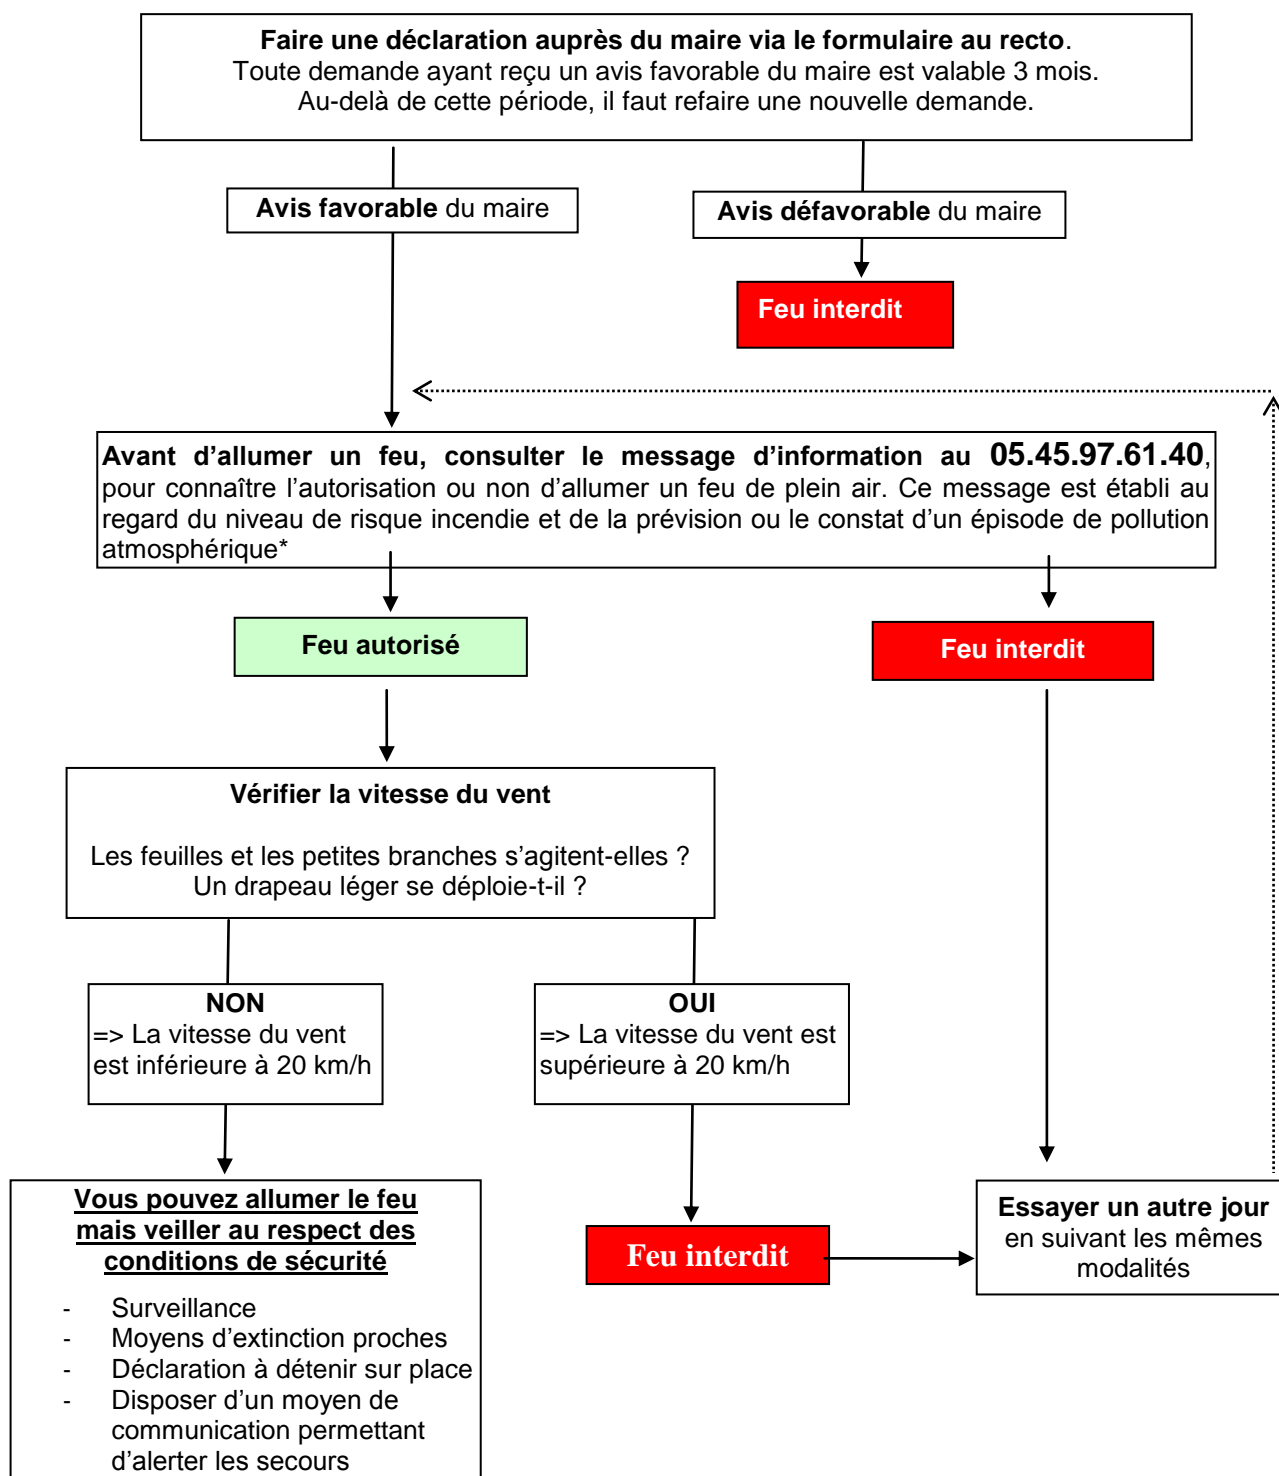 Faire une déclaration auprès du maire via le formulaire au recto.
Toute demande ayant reçu un avis favorable du maire est valable 3 mois.
Au-delà de cette période, il faut refaire une nouvelle demande.
Avis favorable du maire
Avis défavorable du maire
Feu interdit
Avant d’allumer un feu, consulter le message d’information au 05.45.97.61.40,
pour connaître l’autorisation ou non d’allumer un feu de plein air. Ce message est établi au
regard du niveau de risque incendie et de la prévision ou le constat d’un épisode de pollution
atmosphérique*
Feu autorisé
Feu interdit
Vérifier la vitesse du vent
Les feuilles et les petites branches s’agitent-elles ?
Un drapeau léger se déploie-t-il ?
NON
=> La vitesse du vent
est inférieure à 20 km/h
OUI
=> La vitesse du vent est
supérieure à 20 km/h
Vous pouvez allumer le feu
mais veiller au respect des
conditions de sécurité
- Surveillance
- Moyens d’extinction proches
- Déclaration à détenir sur place
- Disposer d’un moyen de
communication permettant
d’alerter les secours
Feu interdit
Essayer un autre jour
en suivant les mêmes
modalités